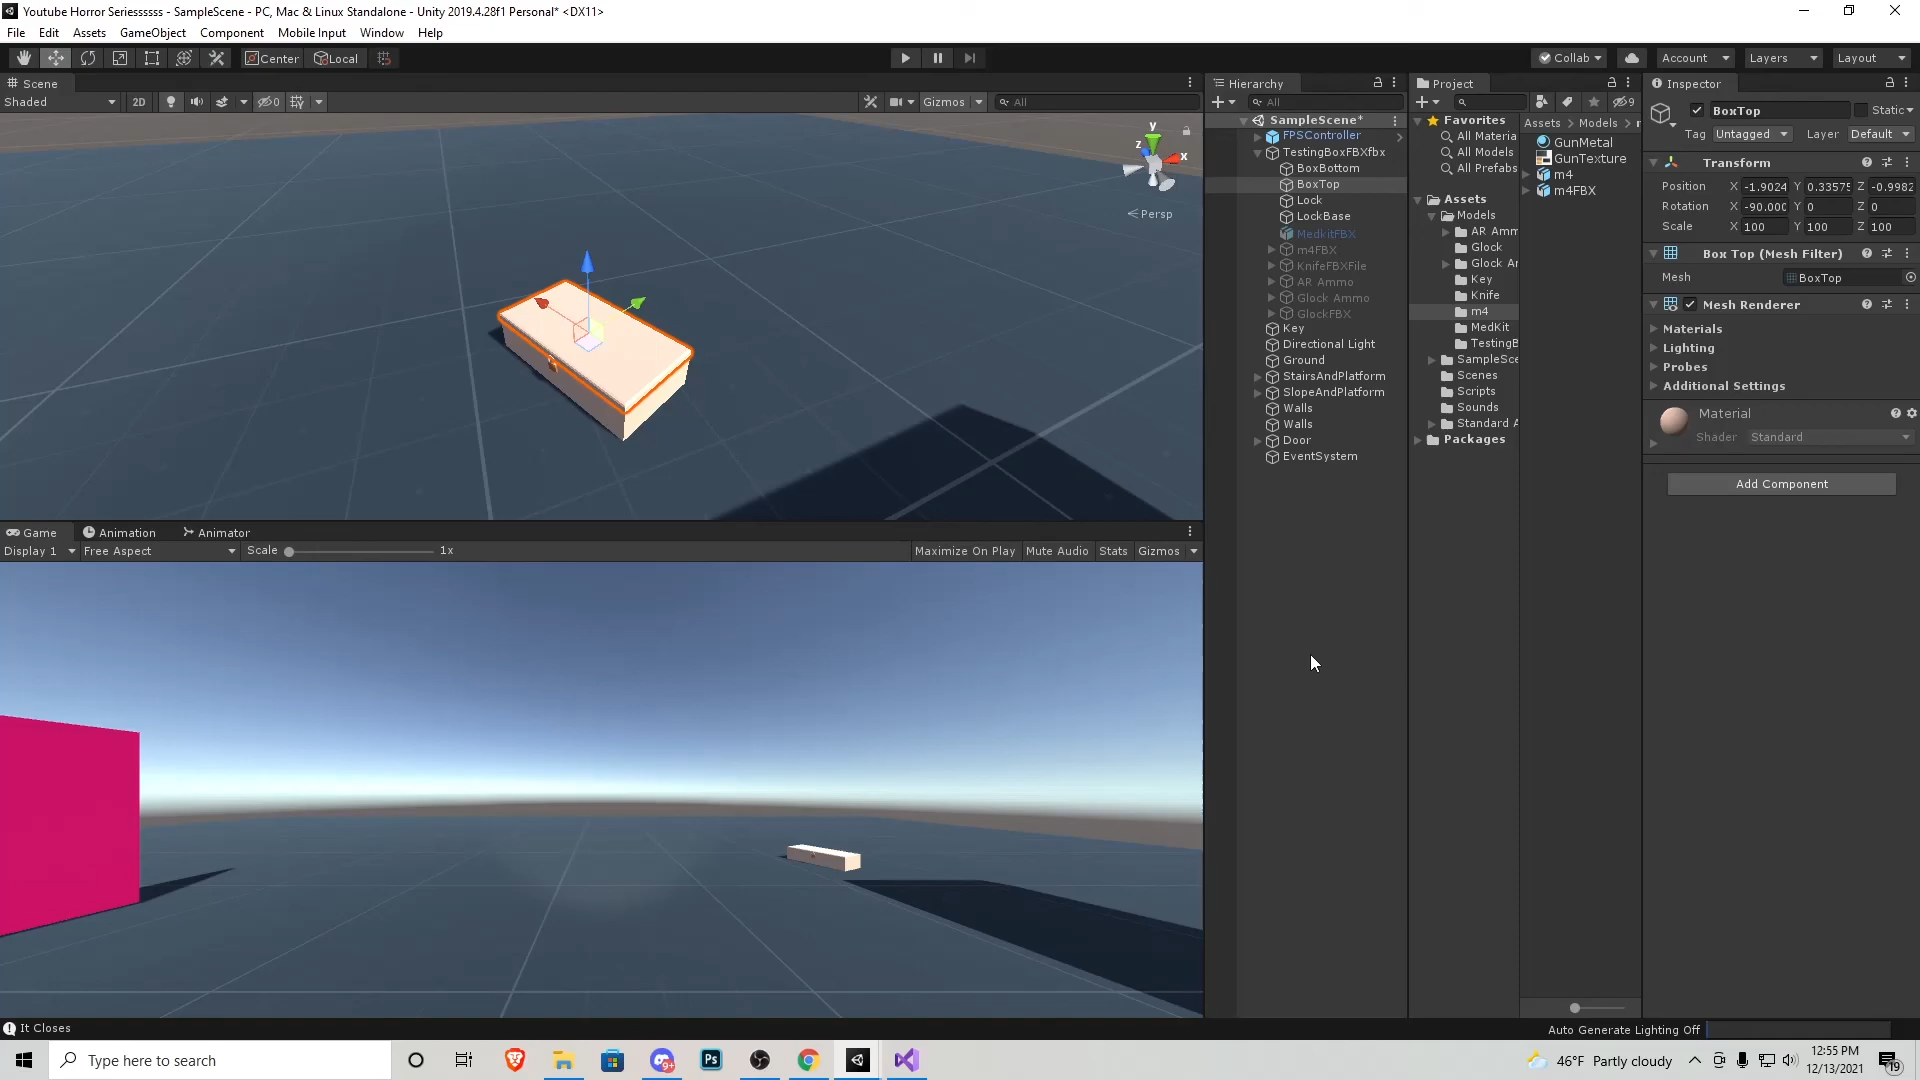 Youtube Horror Seriesssss - SampleScene - PC, Mac & Linux Standalone - Unity 2019.4.28f1 Personal* <DX11>
File Edit Assets GameObject Component Mobile Input Window Help
Center Local Collab Account Layers Layout
Scene
Shaded 2D 0 Gizmos All
y
z x
Persp
Game Animation Animator
Display 1 Free Aspect Scale 1x Maximize On Play Mute Audio Stats Gizmos
Hierarchy
All
SampleScene*
FPSController
TestingBoxFBXfbx
BoxBottom
BoxTop
Lock
LockBase
MedkitFBX
m4FBX
KnifeFBXFile
AR Ammo
Glock Ammo
GlockFBX
Key
Directional Light
Ground
StairsAndPlatform
SlopeAndPlatform
Walls
Walls
Door
EventSystem
Project
9
Favorites
All Materia
All Models
All Prefabs
Assets
Models
AR Amm
Glock
Glock Ar
Key
Knife
m4
MedKit
TestingB
SampleSce
Scenes
Scripts
Sounds
Standard A
Packages
Assets > Models >
GunMetal
GunTexture
m4
m4FBX
Inspector
BoxTop Static
Tag Untagged Layer Default
Transform
Position X -1.9024 Y 0.33575 Z -0.9982
Rotation X -90.000 Y 0 Z 0
Scale X 100 Y 100 Z 100
Box Top (Mesh Filter)
Mesh BoxTop
Mesh Renderer
Materials
Lighting
Probes
Additional Settings
Material
Shader Standard
Add Component
It Closes
Auto Generate Lighting Off
Type here to search
9+
Ps
46°F Partly cloudy
12:55 PM
12/13/2021
19